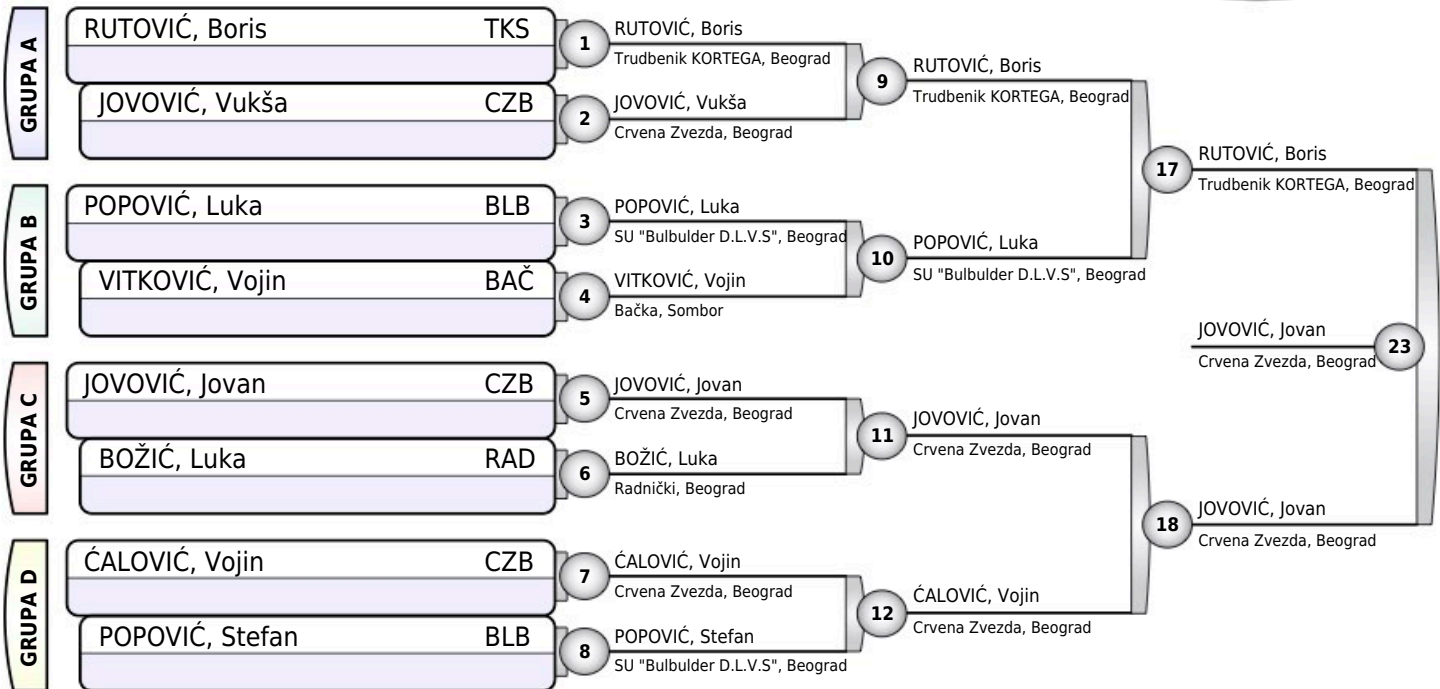 GRUPA A
RUTOVIĆ, Boris TKS
JOVOVIĆ, Vukša CZB
GRUPA B
POPOVIĆ, Luka BLB
VITKOVIĆ, Vojin BAČ
GRUPA C
JOVOVIĆ, Jovan CZB
BOŽIĆ, Luka RAD
GRUPA D
ĆALOVIĆ, Vojin CZB
POPOVIĆ, Stefan BLB
1
RUTOVIĆ, Boris
Trudbenik KORTEGA, Beograd
2
JOVOVIĆ, Vukša
Crvena Zvezda, Beograd
3
POPOVIĆ, Luka
SU "Bulbulder D.L.V.S", Beograd
4
VITKOVIĆ, Vojin
Bačka, Sombor
5
JOVOVIĆ, Jovan
Crvena Zvezda, Beograd
6
BOŽIĆ, Luka
Radnički, Beograd
7
ĆALOVIĆ, Vojin
Crvena Zvezda, Beograd
8
POPOVIĆ, Stefan
SU "Bulbulder D.L.V.S", Beograd
9
RUTOVIĆ, Boris
Trudbenik KORTEGA, Beograd
10
POPOVIĆ, Luka
SU "Bulbulder D.L.V.S", Beograd
11
JOVOVIĆ, Jovan
Crvena Zvezda, Beograd
12
ĆALOVIĆ, Vojin
Crvena Zvezda, Beograd
17
RUTOVIĆ, Boris
Trudbenik KORTEGA, Beograd
18
JOVOVIĆ, Jovan
Crvena Zvezda, Beograd
JOVOVIĆ, Jovan
Crvena Zvezda, Beograd
23